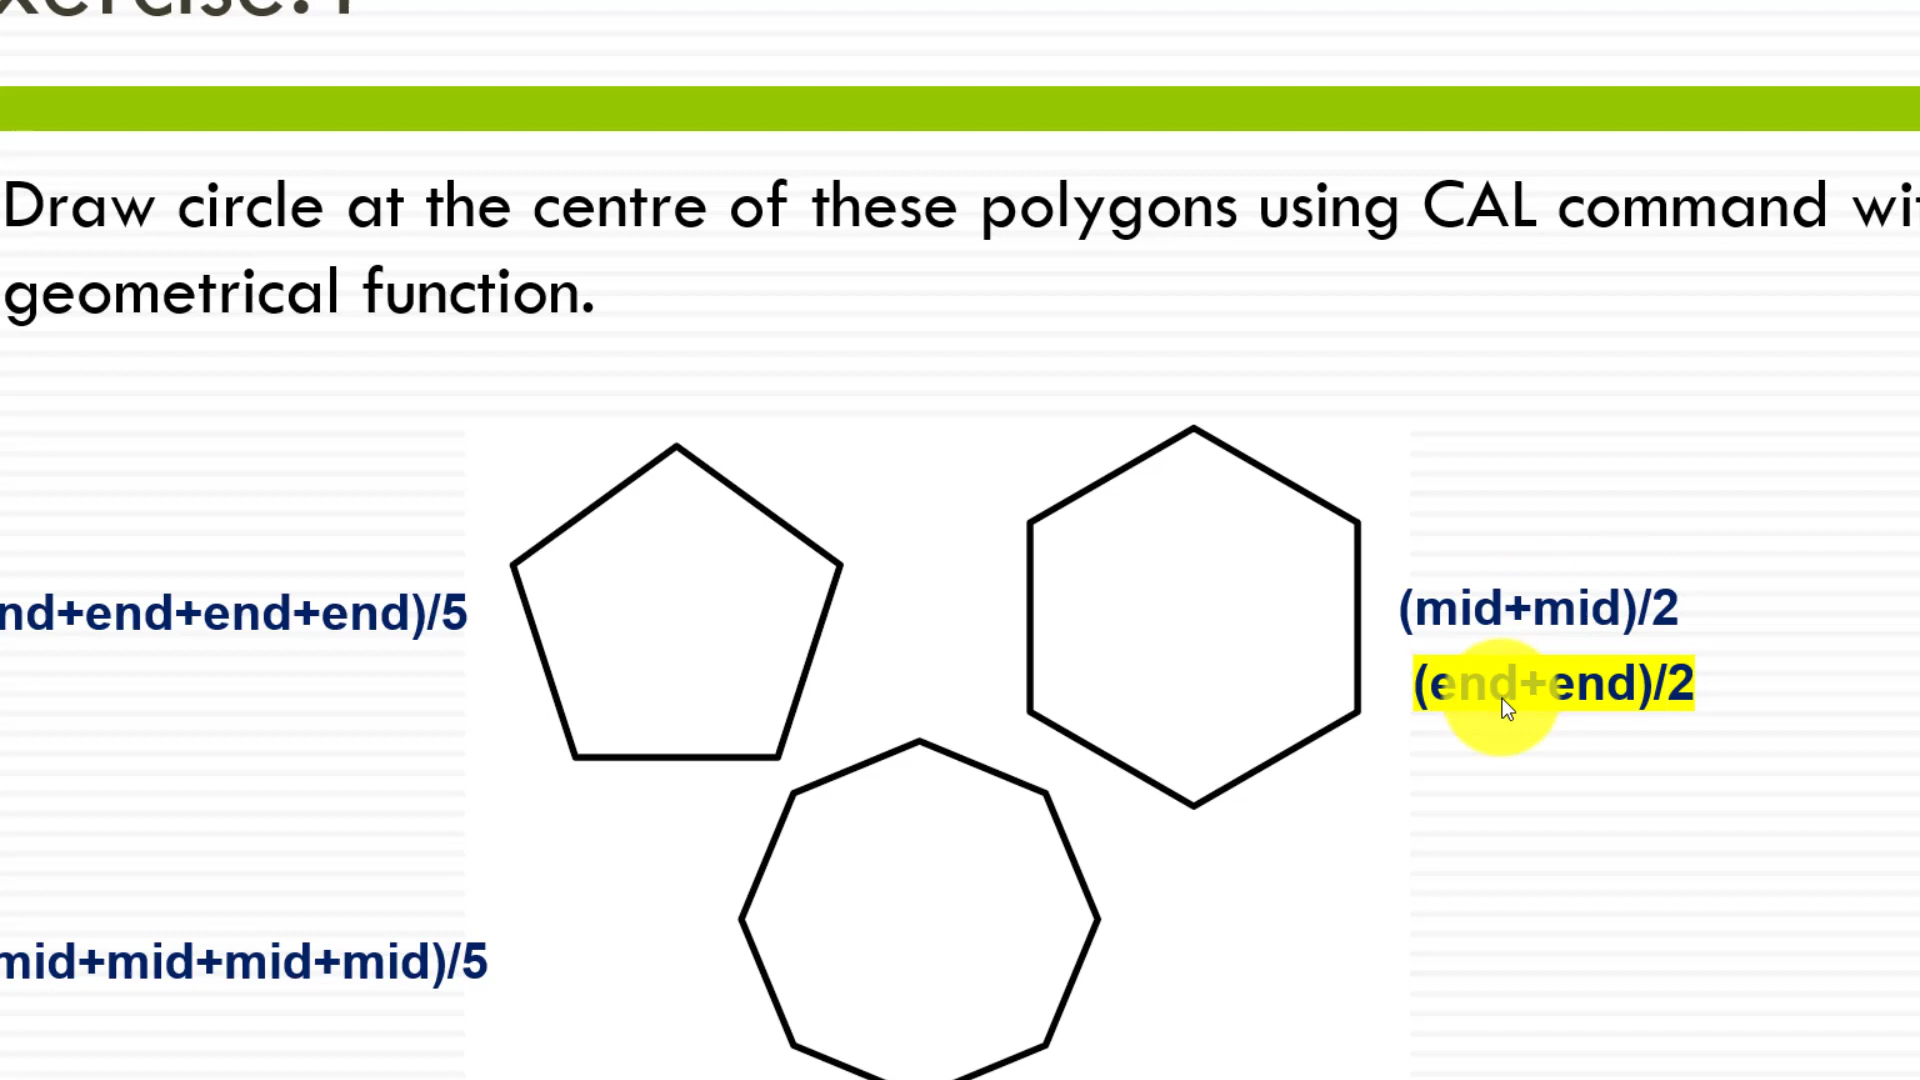 Draw circle at the centre of these polygons using CAL command
geometrical function.
nd+end+end+end)/5
(mid+mid)/2
(end+end)/2
mid+mid+mid+mid)/5